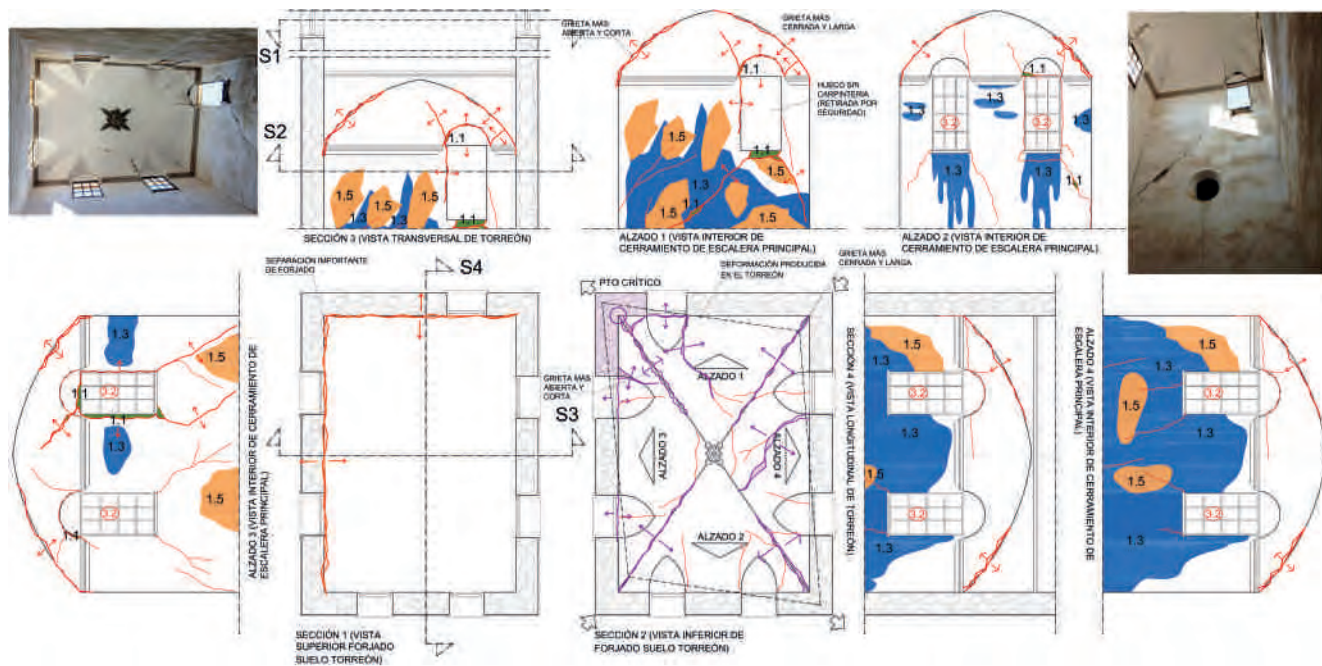 S1
S2
GRIETA MÁS
ABIERTA Y CORTA
1.1
1.5
1.5
1.5
1.3
1.3
1.1
SECCIÓN 3 (VISTA TRANSVERSAL DE TORREÓN)
GRIETA MÁS
CERRADA Y LARGA
1.1
HUECO SIN
CARPINTERIA
(RETIRADA POR
SEGURIDAD)
1.5
1.1
1.5
1.3
1.1
1.5
1.5
ALZADO 1 (VISTA INTERIOR DE
CERRAMIENTO DE ESCALERA PRINCIPAL)
1.1
1.3
1.3
3.2
3.2
1.3
1.3
1.3
1.1
ALZADO 2 (VISTA INTERIOR DE
CERRAMIENTO DE ESCALERA PRINCIPAL)
1.3
1.5
1.1
3.2
1.1
1.3
1.5
3.2
1.4
ALZADO 3 (VISTA INTERIOR DE CERRAMIENTO DE
ESCALERA PRINCIPAL)
SEPARACIÓN IMPORTANTE
DE FORJADO
S4
GRIETA MÁS
ABIERTA Y
CORTA
S3
SECCIÓN 1 (VISTA
SUPERIOR FORJADO
SUELO TORREÓN)
PTO CRÍTICO
DEFORMACIÓN PRODUCIDA
EN EL TORREÓN
GRIETA MÁS
CERRADA Y LARGA
ALZADO 1
ALZADO 3
ALZADO 4
ALZADO 2
SECCIÓN 2 (VISTA INFERIOR DE
FORJADO SUELO TORREÓN)
SECCIÓN 4 (VISTA LONGITUDINAL DE TORREÓN)
1.5
1.3
3.2
1.3
1.5
3.2
1.3
ALZADO 4 (VISTA INTERIOR DE CERRAMIENTO DE
ESCALERA PRINCIPAL)
1.5
3.2
1.5
1.3
1.5
3.2
1.3